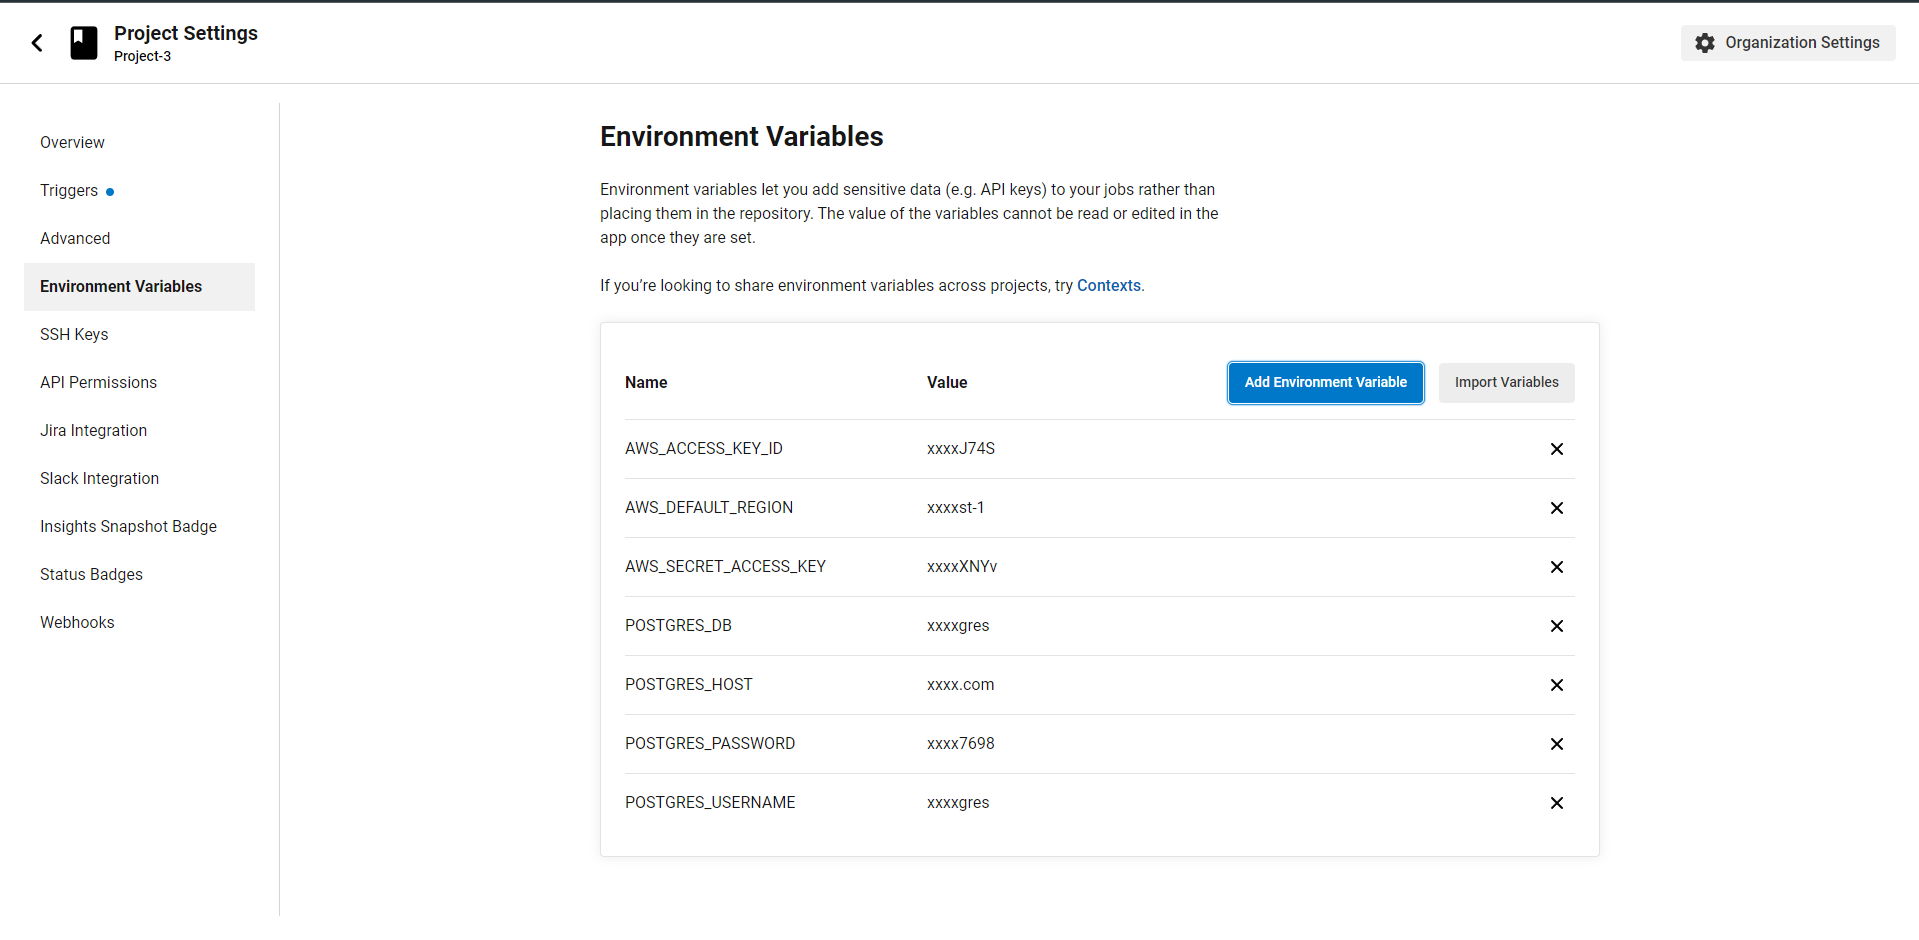 Project Settings
Project-3
Organization Settings
Overview
Triggers
Advanced
Environment Variables
SSH Keys
API Permissions
Jira Integration
Slack Integration
Insights Snapshot Badge
Status Badges
Webhooks
Environment Variables
Environment variables let you add sensitive data (e.g. API keys) to your jobs rather than
placing them in the repository. The value of the variables cannot be read or edited in the
app once they are set.
If you’re looking to share environment variables across projects, try Contexts.
Name Value Add Environment Variable Import Variables
AWS_ACCESS_KEY_ID xxxxJ74S
AWS_DEFAULT_REGION xxxxst-1
AWS_SECRET_ACCESS_KEY xxxxXNYv
POSTGRES_DB xxxxgres
POSTGRES_HOST xxxx.com
POSTGRES_PASSWORD xxxx7698
POSTGRES_USERNAME xxxxgres